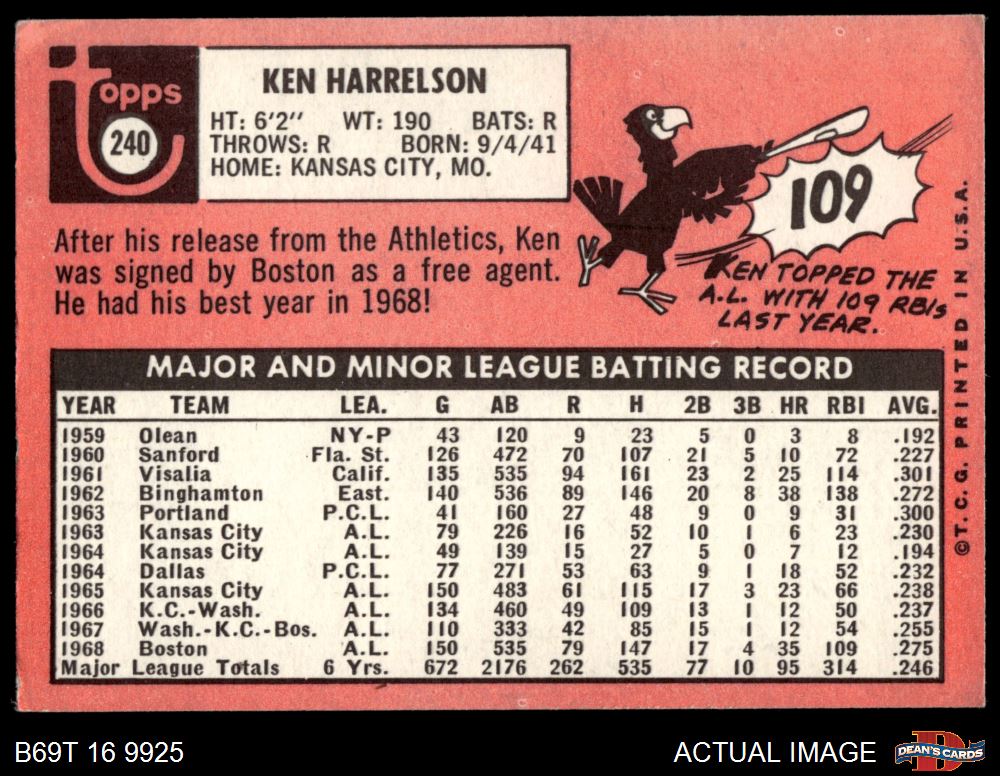 topps
240
KEN HARRELSON
HT: 6'2" WT: 190 BATS: R
THROWS: R BORN: 9/4/41
HOME: KANSAS CITY, MO.
After his release from the Athletics, Ken
was signed by Boston as a free agent.
He had his best year in 1968!
109
KEN TOPPED THE
A.L. WITH 109 RBIs
LAST YEAR.
MAJOR AND MINOR LEAGUE BATTING RECORD
YEAR TEAM LEA. G AB R H 2B 3B HR RBI AVG.
1959 Olean NY-P 43 120 9 23 5 0 3 8 .192
1960 Sanford Fla. St. 126 472 70 107 21 5 10 72 .227
1961 Visalia Calif. 135 535 94 161 23 2 25 114 .301
1962 Binghamton East. 140 536 89 146 20 8 38 138 .272
1963 Portland P.C.L. 41 160 27 48 9 0 9 31 .300
1963 Kansas City A.L. 79 226 16 52 10 1 6 23 .230
1964 Kansas City A.L. 49 139 15 27 5 0 7 12 .194
1964 Dallas P.C.L. 77 271 53 63 9 1 18 52 .232
1965 Kansas City A.L. 150 483 61 115 17 3 23 66 .238
1966 K.C.-Wash. A.L. 134 460 49 109 13 1 12 50 .237
1967 Wash.-K.C.-Bos. A.L. 110 333 42 85 15 1 12 54 .255
1968 Boston A.L. 150 535 79 147 17 4 35 109 .275
Major League Totals 6 Yrs. 672 2176 262 535 77 10 95 314 .246
©T.C.G. PRINTED IN U.S.A.
B69T 16 9925
ACTUAL IMAGE
DEAN'S CARDS